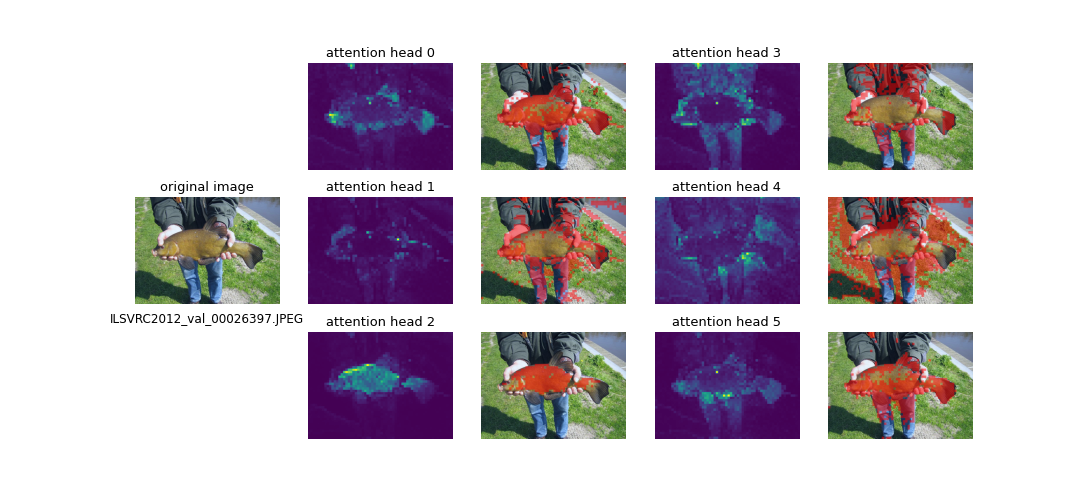 attention head 0
attention head 3
original image
attention head 1
attention head 4
ILSVRC2012_val_00026397.JPEG
attention head 2
attention head 5